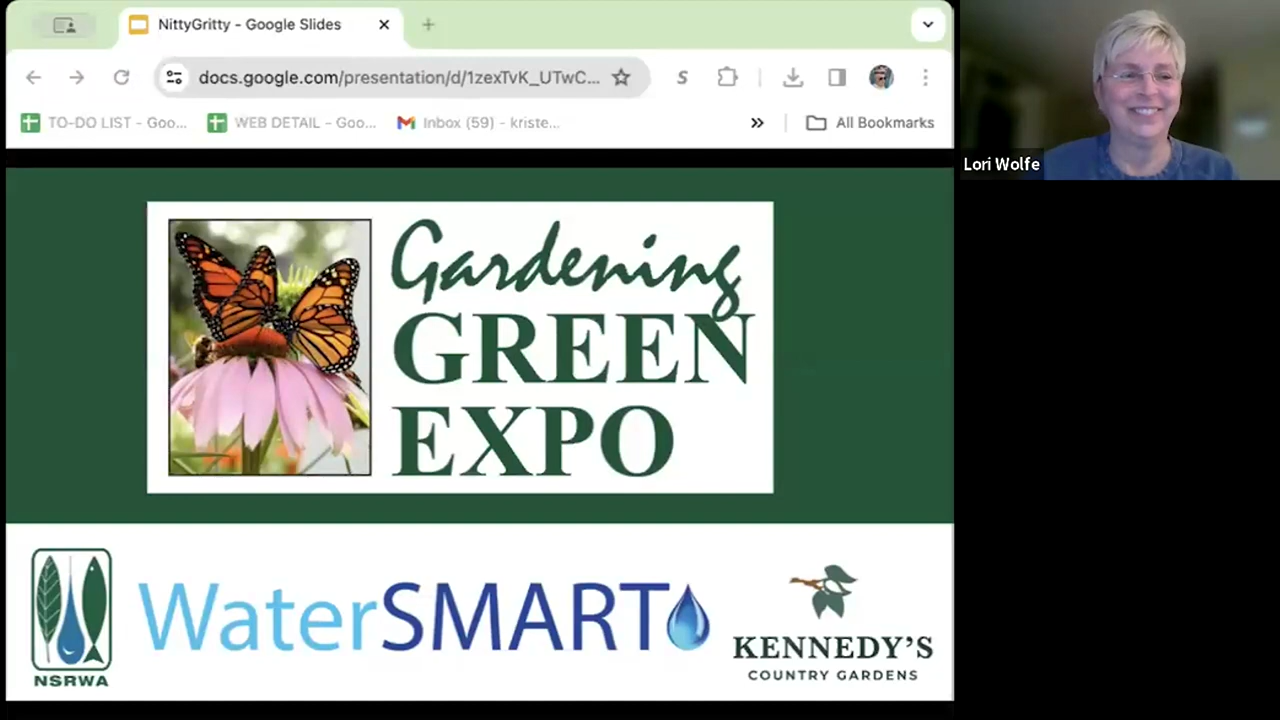 NittyGritty - Google Slides
docs.google.com/presentation/d/1zexTvK_UTwC...
TO-DO LIST - Goo...
WEB DETAIL - Goo...
Inbox (59) - kriste...
All Bookmarks
Lori Wolfe
Gardening
GREEN
EXPO
NSRWA
WaterSMART
KENNEDY'S
COUNTRY GARDENS